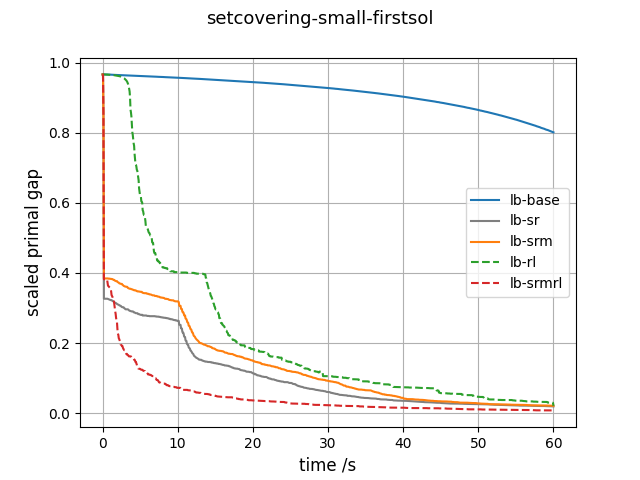 setcovering-small-firstsol
1.0
0.8
0.6
0.4
0.2
0.0
scaled primal gap
lb-base
lb-sr
lb-srm
lb-rl
lb-srmrl
0 10 20 30 40 50 60
time /s